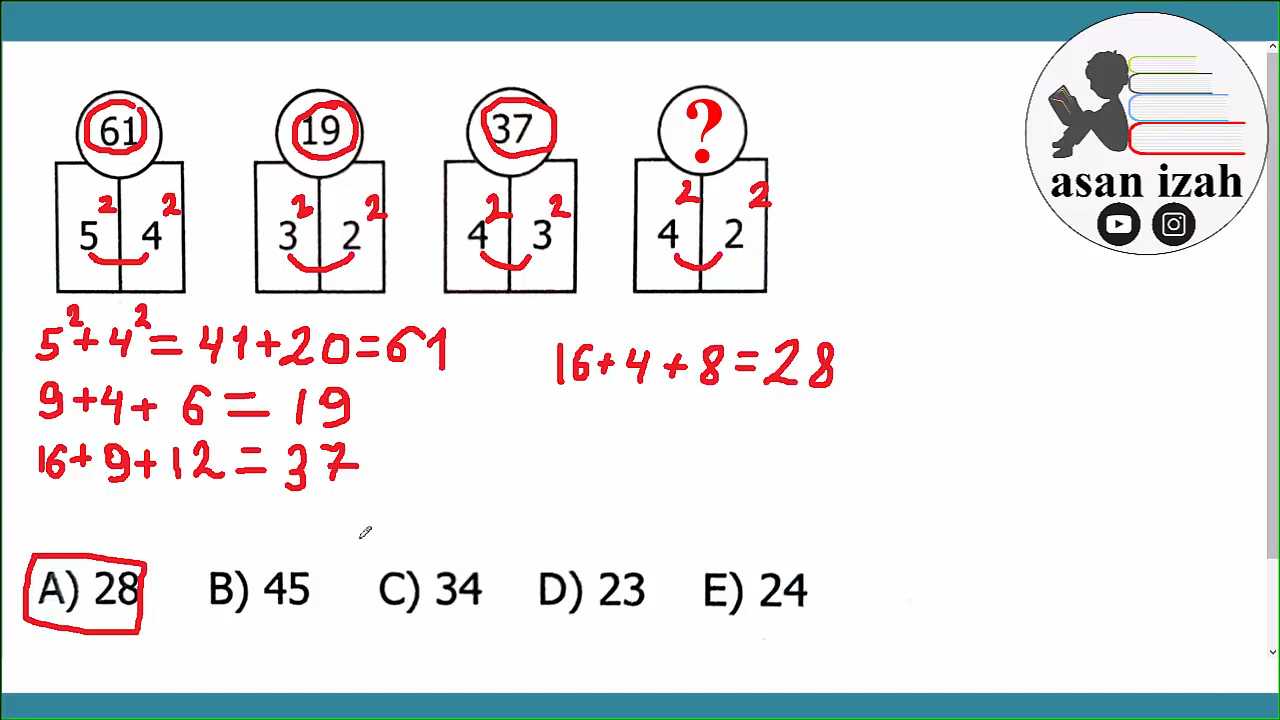 61 19 37 ?
5² 4² 3² 2² 4² 3² 4² 2²
asan izah
5²+4²=41+20=61
16+4+8=28
9+4+6=19
16+9+12=37
A) 28 B) 45 C) 34 D) 23 E) 24